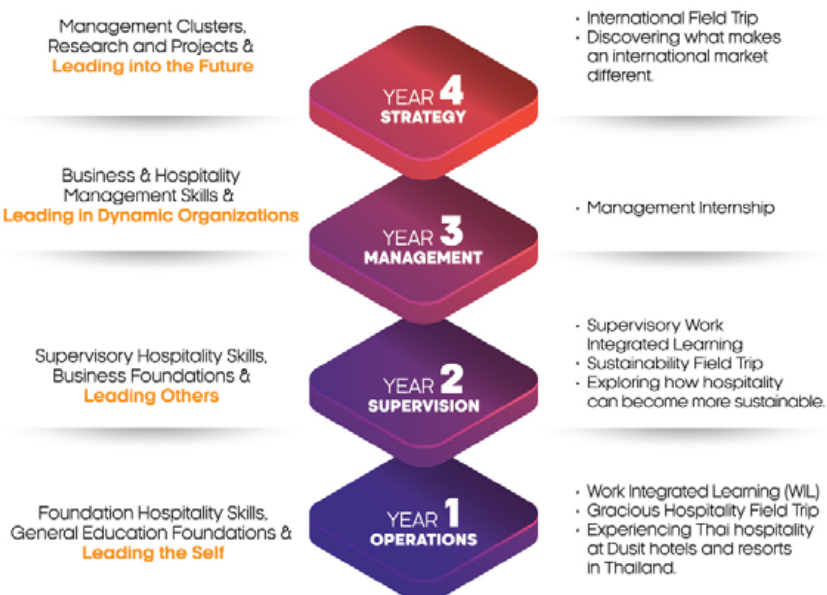 Management Clusters,
Research and Projects &
Leading into the Future
YEAR 4
STRATEGY
· International Field Trip
· Discovering what makes
an international market
different.
Business & Hospitality
Management Skills &
Leading in Dynamic Organizations
YEAR 3
MANAGEMENT
· Management Internship
Supervisory Hospitality Skills,
Business Foundations &
Leading Others
YEAR 2
SUPERVISION
· Supervisory Work
Integrated Learning
· Sustainability Field Trip
· Exploring how hospitality
can become more sustainable.
Foundation Hospitality Skills,
General Education Foundations &
Leading the Self
YEAR 1
OPERATIONS
· Work Integrated Learning (WIL)
· Gracious Hospitality Field Trip
· Experiencing Thai hospitality
at Dusit hotels and resorts
in Thailand.